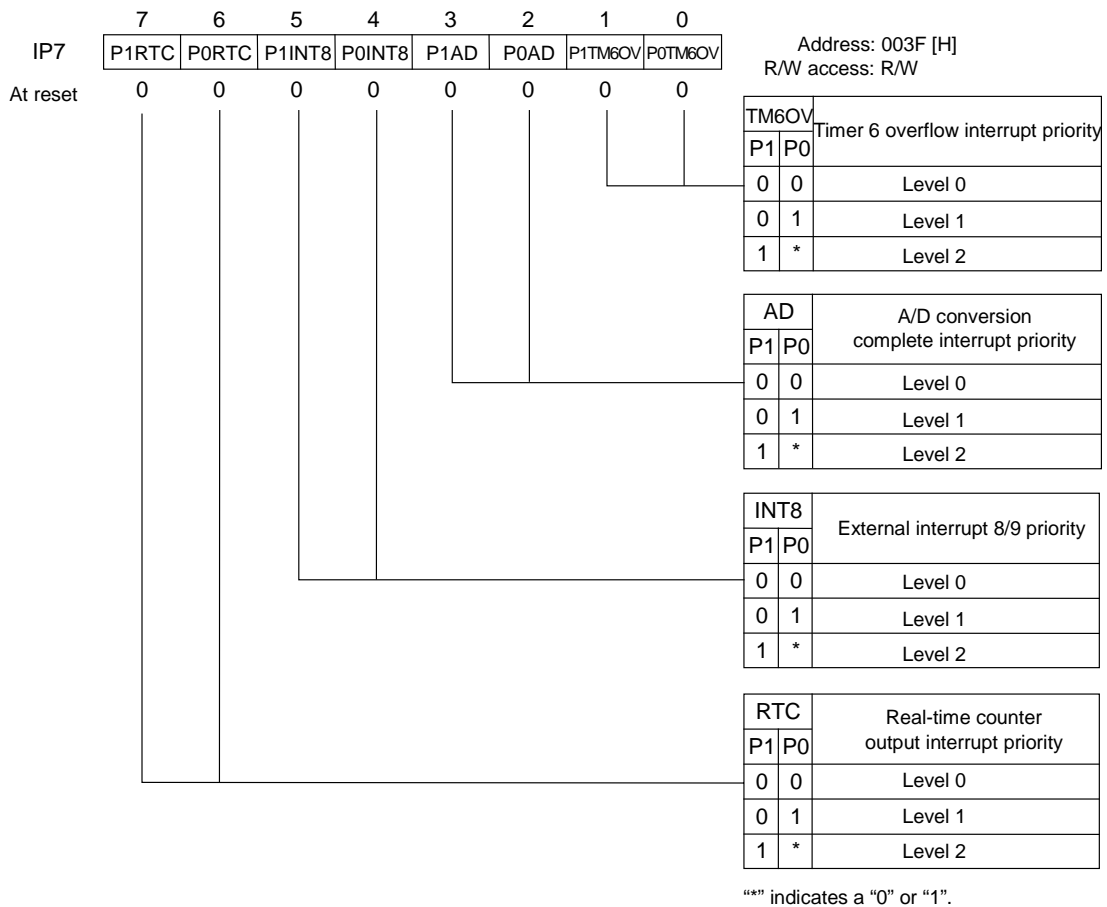 7 6 5 4 3 2 1 0
IP7 P1RTC P0RTC P1INT8 P0INT8 P1AD P0AD P1TM6OV P0TM6OV
At reset 0 0 0 0 0 0 0 0
Address: 003F [H]
R/W access: R/W
TM6OV Timer 6 overflow interrupt priority
P1 P0
0 0 Level 0
0 1 Level 1
1 * Level 2
AD A/D conversion
P1 P0 complete interrupt priority
0 0 Level 0
0 1 Level 1
1 * Level 2
INT8 External interrupt 8/9 priority
P1 P0
0 0 Level 0
0 1 Level 1
1 * Level 2
RTC Real-time counter
P1 P0 output interrupt priority
0 0 Level 0
0 1 Level 1
1 * Level 2
“*” indicates a “0” or “1”.